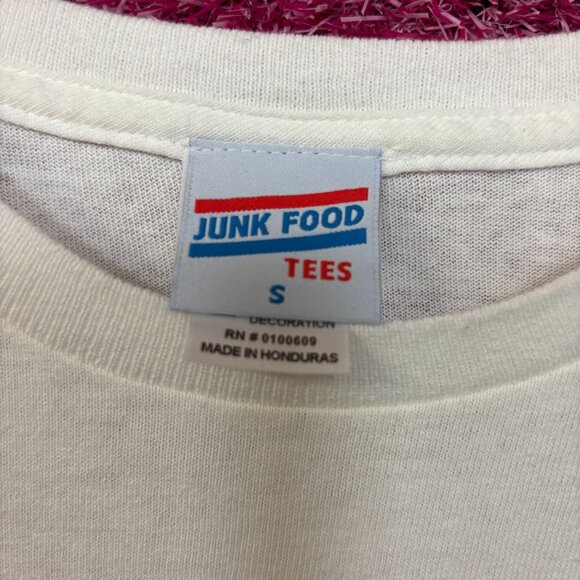 JUNK FOOD
TEES
S
DECORATION
RN # 0100609
MADE IN HONDURAS